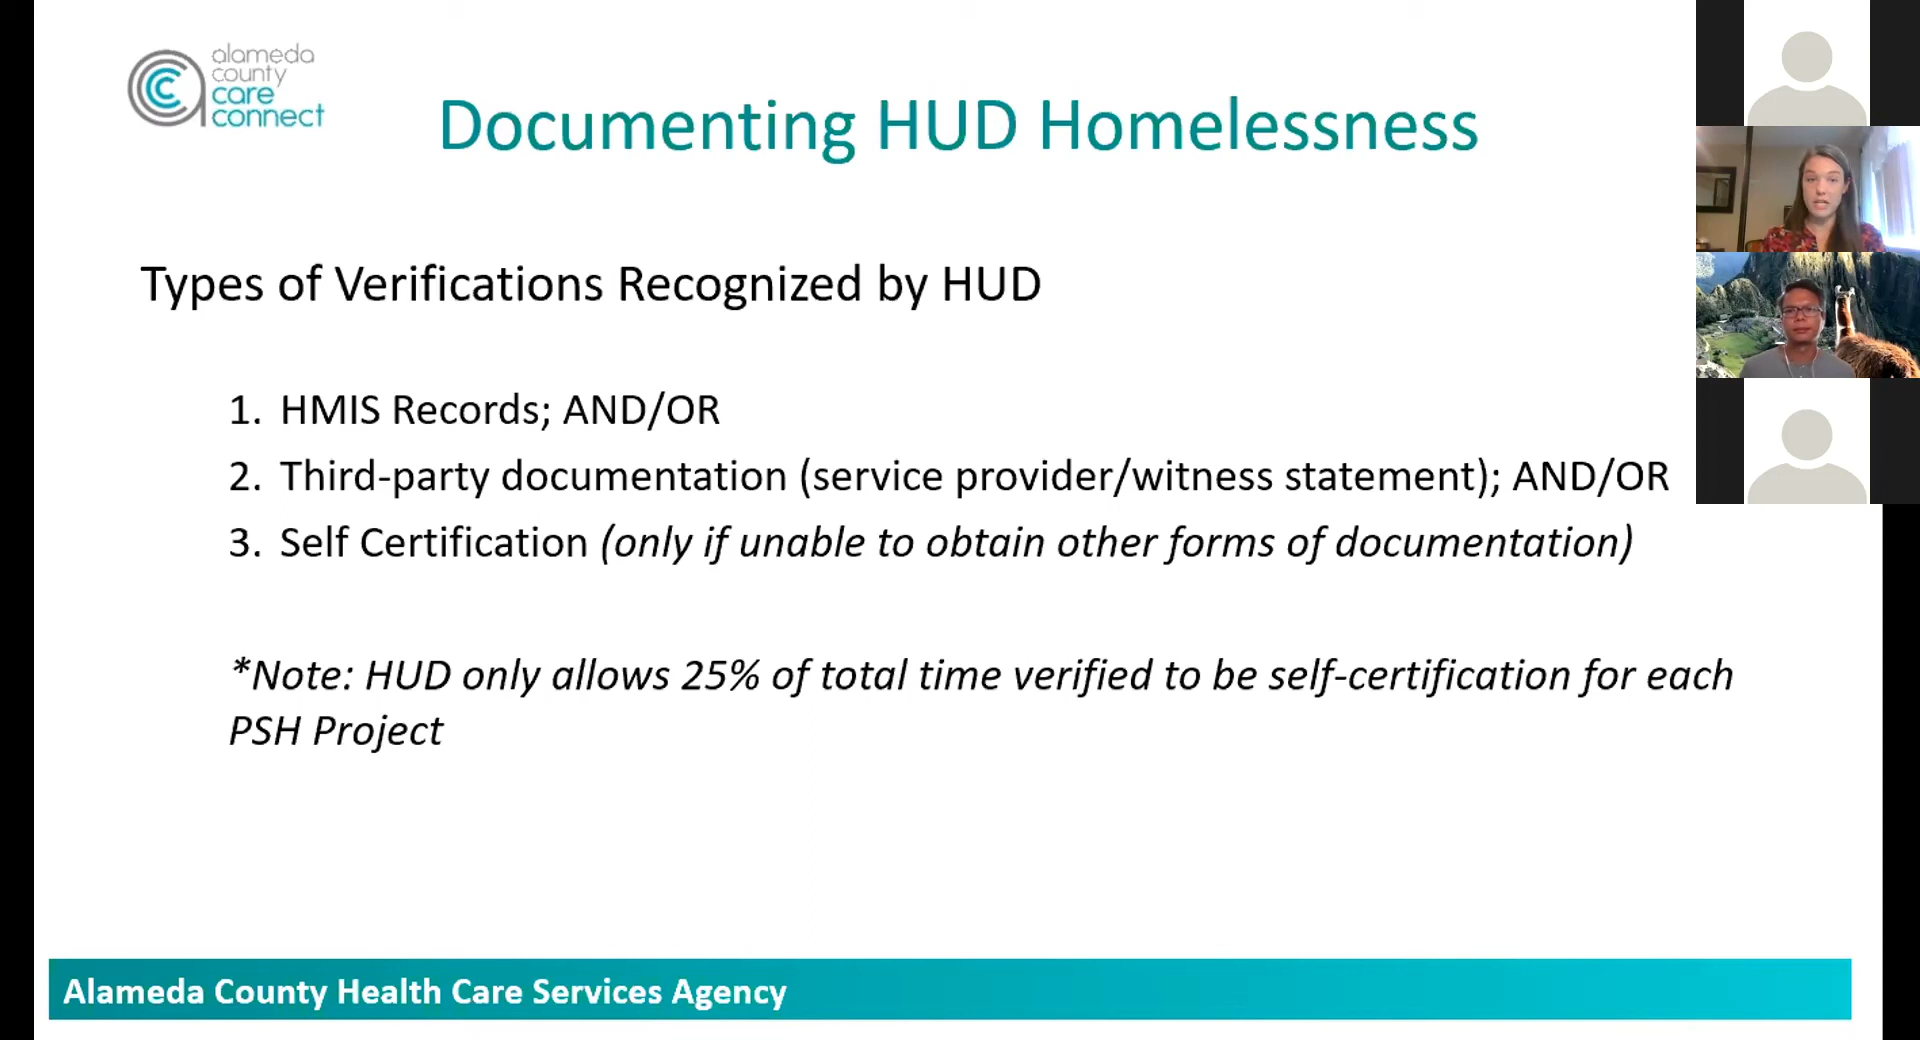 alameda
county
care
connect
Documenting HUD Homelessness
Types of Verifications Recognized by HUD
1. HMIS Records; AND/OR
2. Third-party documentation (service provider/witness statement); AND/OR
3. Self Certification (only if unable to obtain other forms of documentation)
*Note: HUD only allows 25% of total time verified to be self-certification for each
PSH Project
Alameda County Health Care Services Agency